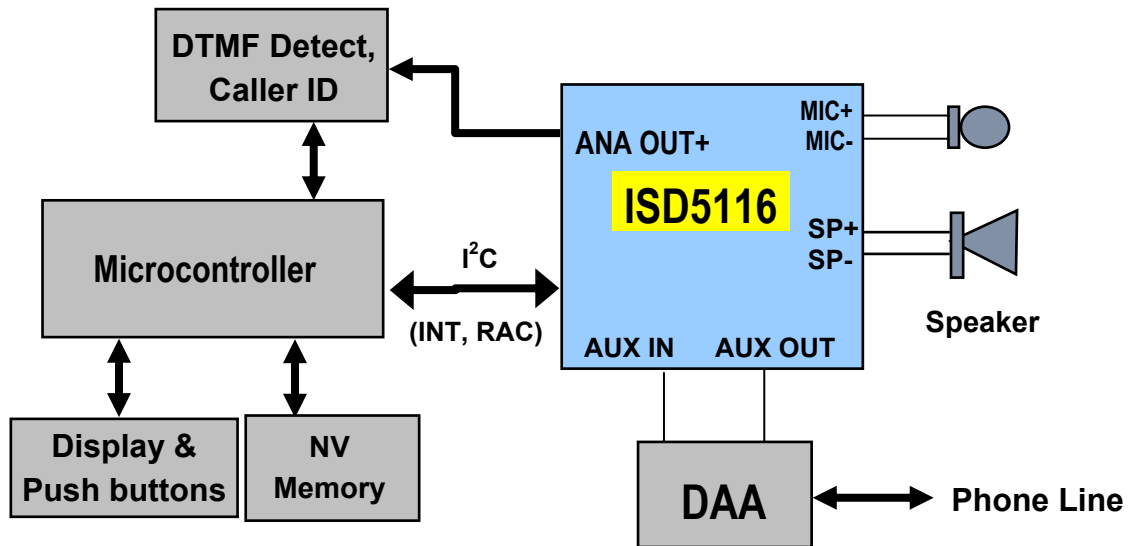 DTMF Detect,
Caller ID
ANA OUT+
MIC+
MIC-
ISD5116
SP+
SP-
Microcontroller
I²C
(INT, RAC)
Speaker
AUX IN
AUX OUT
Display &
Push buttons
NV
Memory
DAA
Phone Line